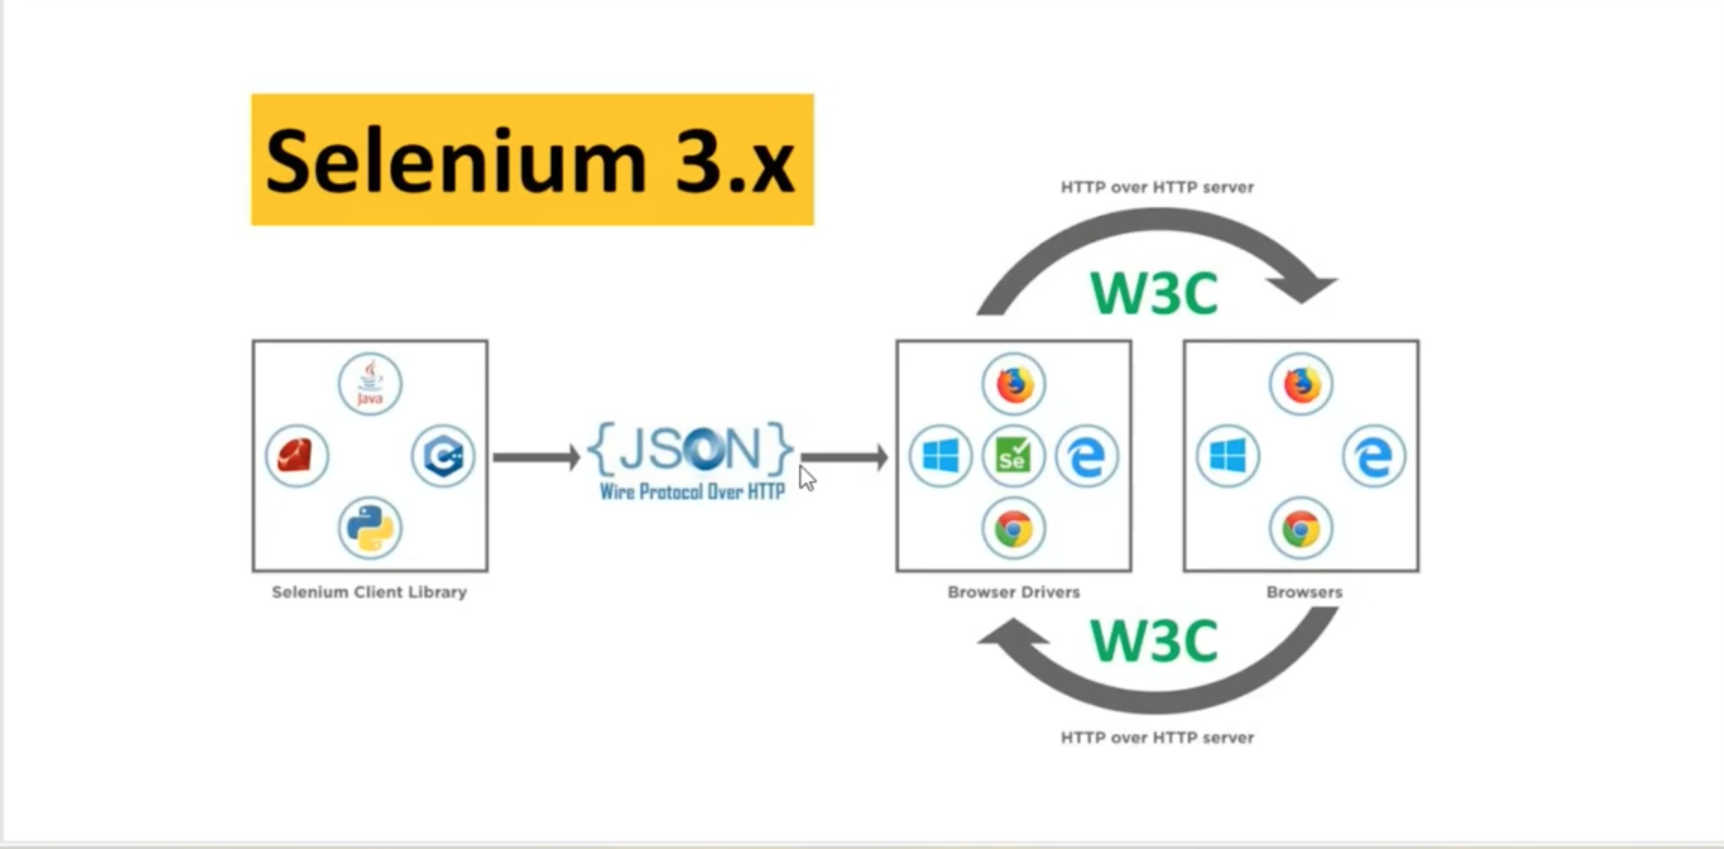 Selenium 3.x
HTTP over HTTP server
W3C
Java
{JSON}
Wire Protocol Over HTTP
Se
Selenium Client Library
Browser Drivers
Browsers
W3C
HTTP over HTTP server